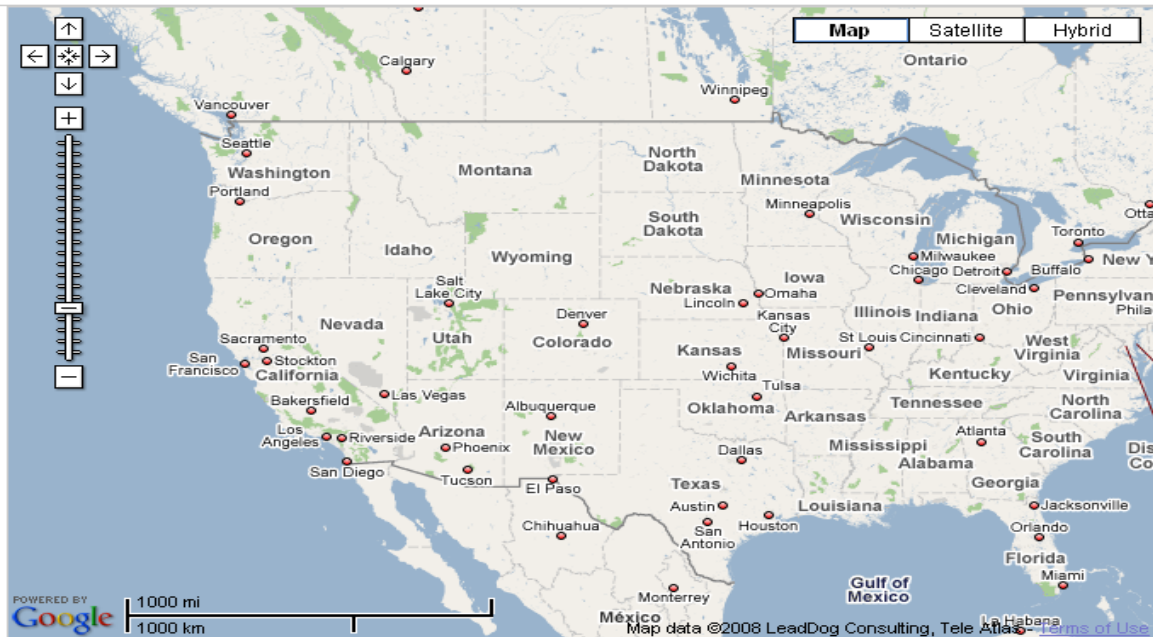 Map Satellite Hybrid
Ontario
Calgary
Winnipeg
Vancouver
Seattle
Washington
Montana
North
Dakota
Minnesota
Portland
Minneapolis
Wisconsin
Otta
South
Dakota
Oregon
Idaho
Wyoming
Michigan
Toronto
Milwaukee
Chicago Detroit Buffalo New Y
Cleveland
Salt
Lake City
Nebraska
Iowa
Lincoln Omaha
Pennsylvan
Phila
Illinois Indiana Ohio
Denver
Kansas
City
Nevada
Utah
Colorado
Sacramento
San
Francisco
Stockton
California
Kansas
Missouri
St Louis Cincinnati
West
Virginia
Wichita
Kentucky
Virginia
Tulsa
Las Vegas
Bakersfield
Albuquerque
Oklahoma
Arkansas
Tennessee
North
Carolina
Los
Angeles
Riverside
Arizona
Phoenix
New
Mexico
Dallas
Mississippi
Atlanta
South
Carolina
Alabama
San Diego
Tucson
El Paso
Texas
Georgia
Dis
Co
Austin
Houston
Louisiana
Jacksonville
Chihuahua
San
Antonio
Orlando
Florida
Gulf of
Mexico
Miami
Monterrey
México
La Habana
POWERED BY
Google
1000 mi
1000 km
Map data ©2008 LeadDog Consulting, Tele Atlas - Terms of Use